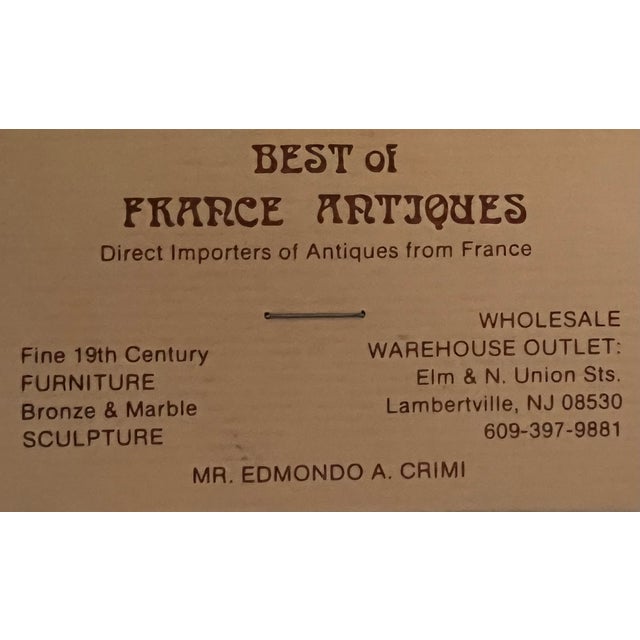 BEST of
FRANCE ANTIQUES
Direct Importers of Antiques from France
Fine 19th Century
FURNITURE
Bronze & Marble
SCULPTURE
WHOLESALE
WAREHOUSE OUTLET:
Elm & N. Union Sts.
Lambertville, NJ 08530
609-397-9881
MR. EDMONDO A. CRIMI